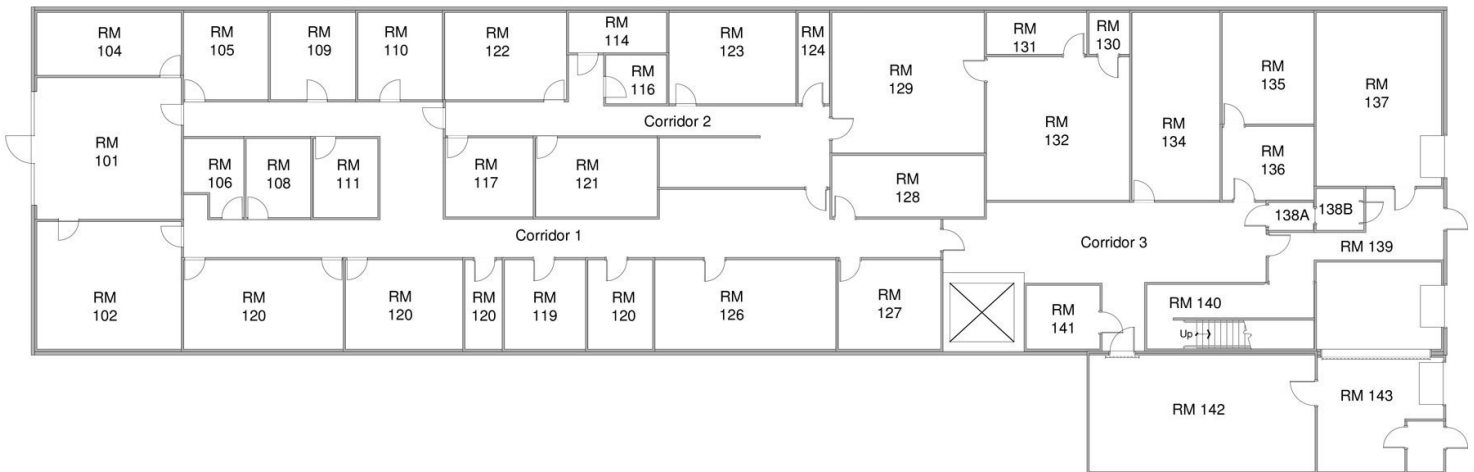 RM
104
RM
105
RM
109
RM
110
RM
122
RM
114
RM
116
RM
123
RM
124
RM
129
RM
131
RM
130
RM
132
RM
134
RM
135
RM
136
RM
137
RM
101
RM
106
RM
108
RM
111
RM
117
RM
121
Corridor 2
RM
128
138A
138B
Corridor 1
Corridor 3
RM 139
RM
102
RM
120
RM
120
RM
120
RM
119
RM
120
RM
126
RM
127
RM
141
RM 140
Up
RM 142
RM 143